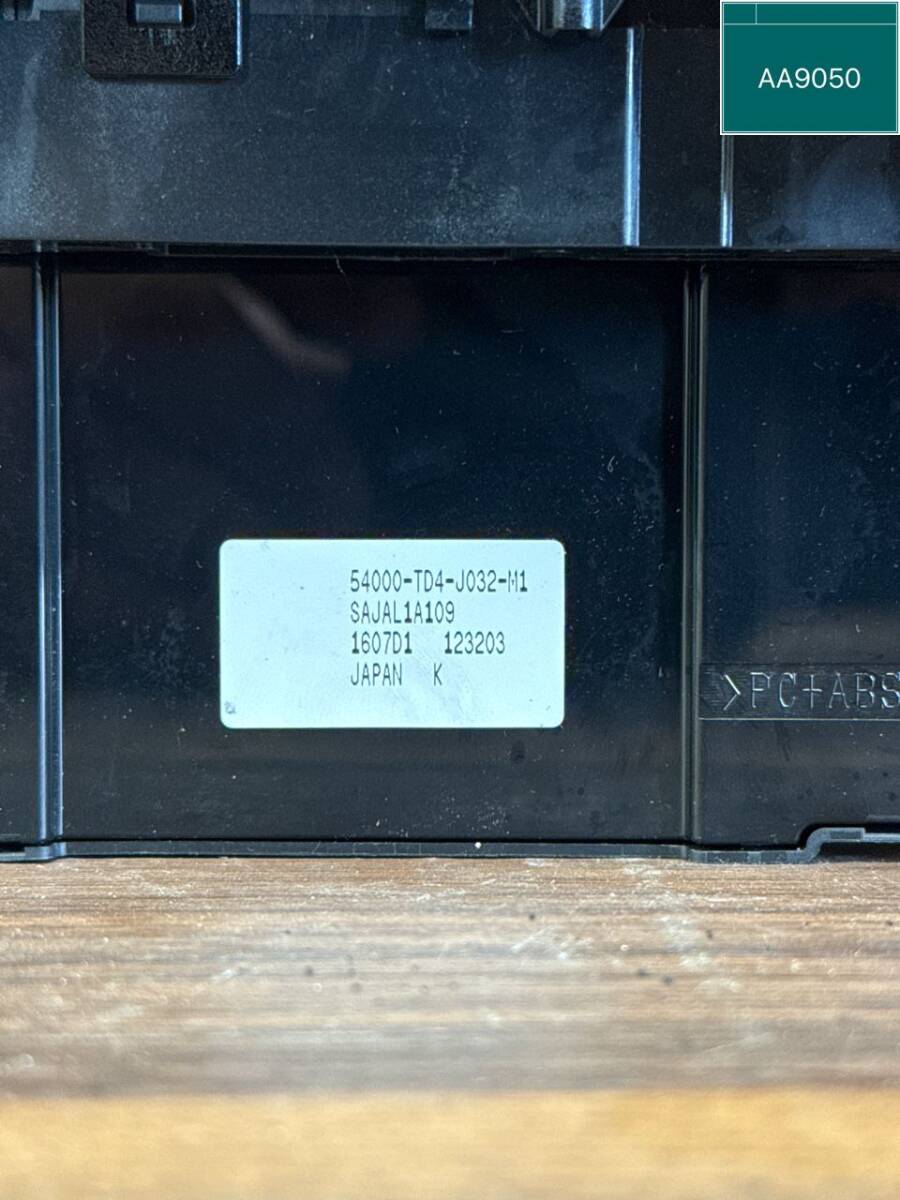 AA9050
54000-TD4-J032-M1
SAJAL1A109
1607D1 123203
JAPAN K
>PC+ABS